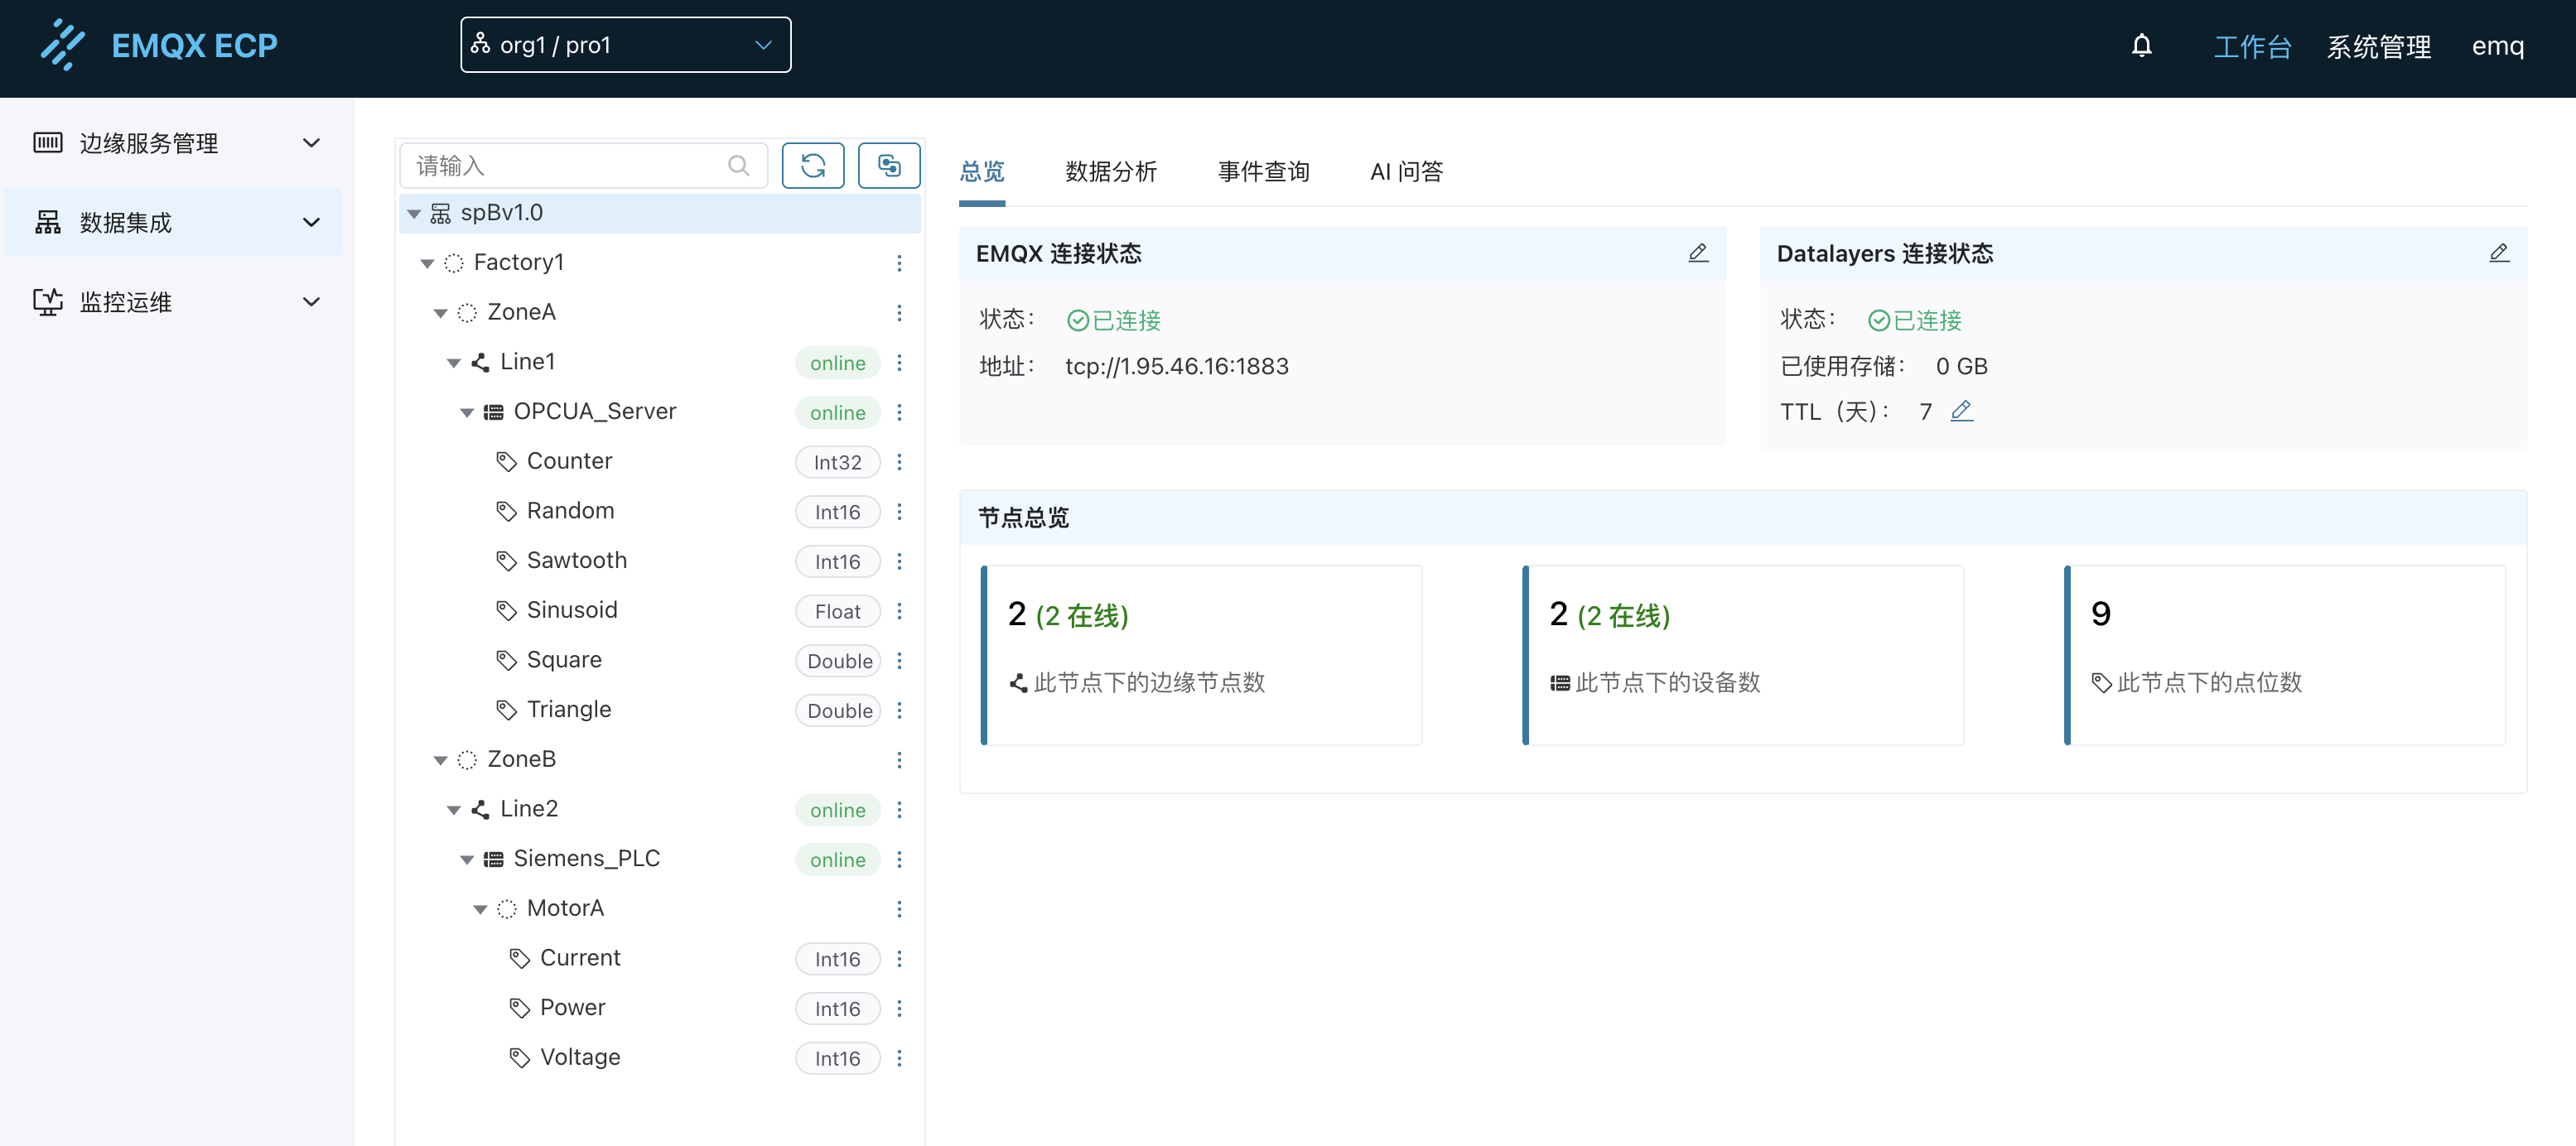 EMQX ECP
org1 / pro1
工作台
系统管理
emq
边缘服务管理
数据集成
监控运维
请输入
spBv1.0
Factory1
ZoneA
Line1 online
OPCUA_Server online
Counter Int32
Random Int16
Sawtooth Int16
Sinusoid Float
Square Double
Triangle Double
ZoneB
Line2 online
Siemens_PLC online
MotorA
Current Int16
Power Int16
Voltage Int16
总览 数据分析 事件查询 AI 问答
EMQX 连接状态
状态： 已连接
地址： tcp://1.95.46.16:1883
Datalayers 连接状态
状态： 已连接
已使用存储： 0 GB
TTL（天）： 7
节点总览
2 (2 在线)
此节点下的边缘节点数
2 (2 在线)
此节点下的设备数
9
此节点下的点位数